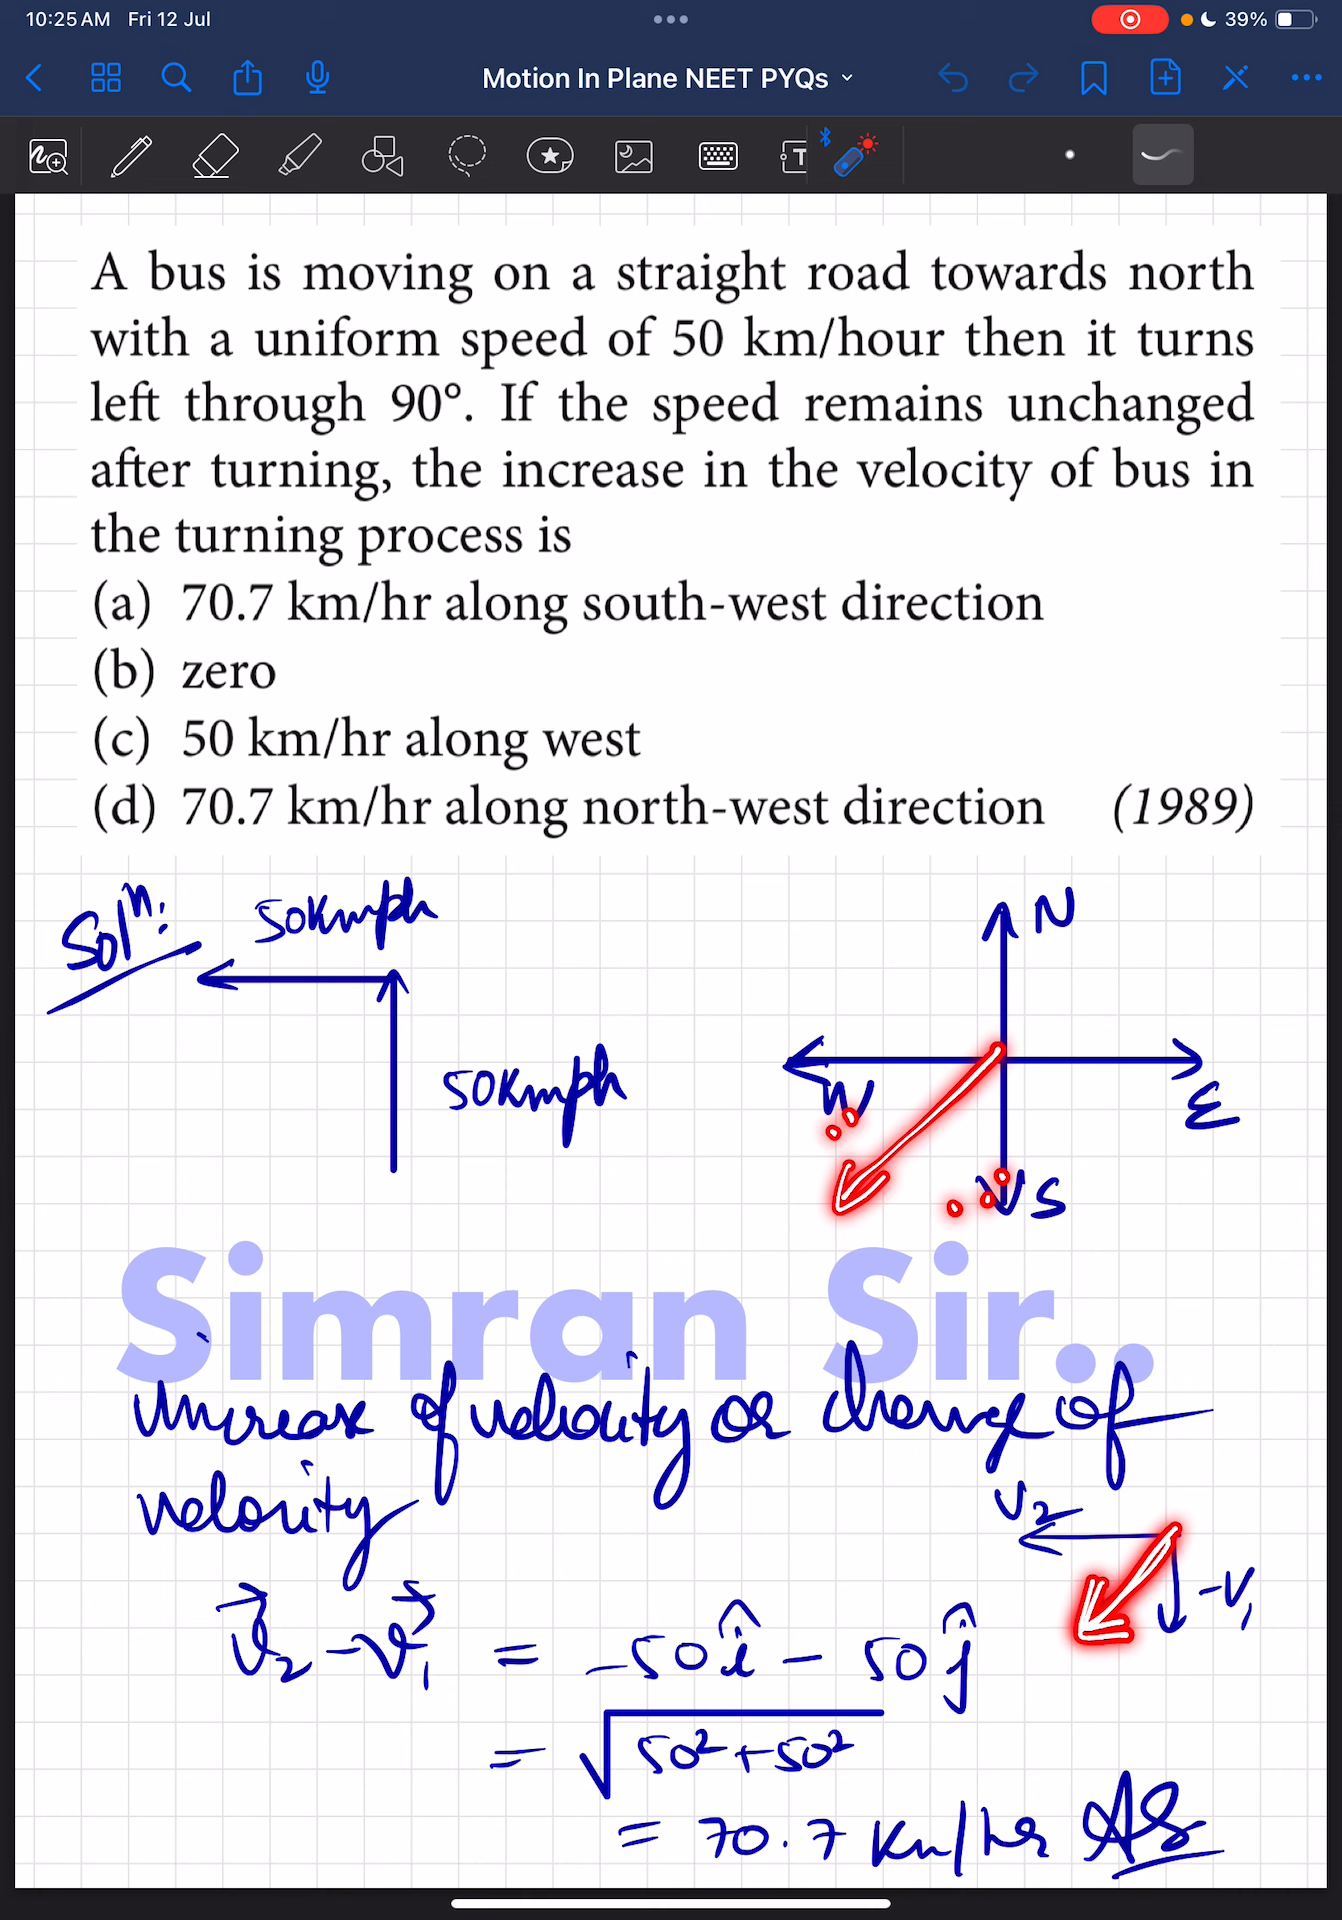 10:25 AM Fri 12 Jul
39%
Motion In Plane NEET PYQs
A bus is moving on a straight road towards north
with a uniform speed of 50 km/hour then it turns
left through 90°. If the speed remains unchanged
after turning, the increase in the velocity of bus in
the turning process is
(a) 70.7 km/hr along south-west direction
(b) zero
(c) 50 km/hr along west
(d) 70.7 km/hr along north-west direction (1989)
Solⁿ:
50Kmph
50Kmph
N
W
E
S
Simran Sir..
increase of velocity or change of
velocity
V₂
-V₁
v⃗₂ - v⃗₁ = -50î - 50ĵ
= √50² + 50²
= 70.7 Km/hr